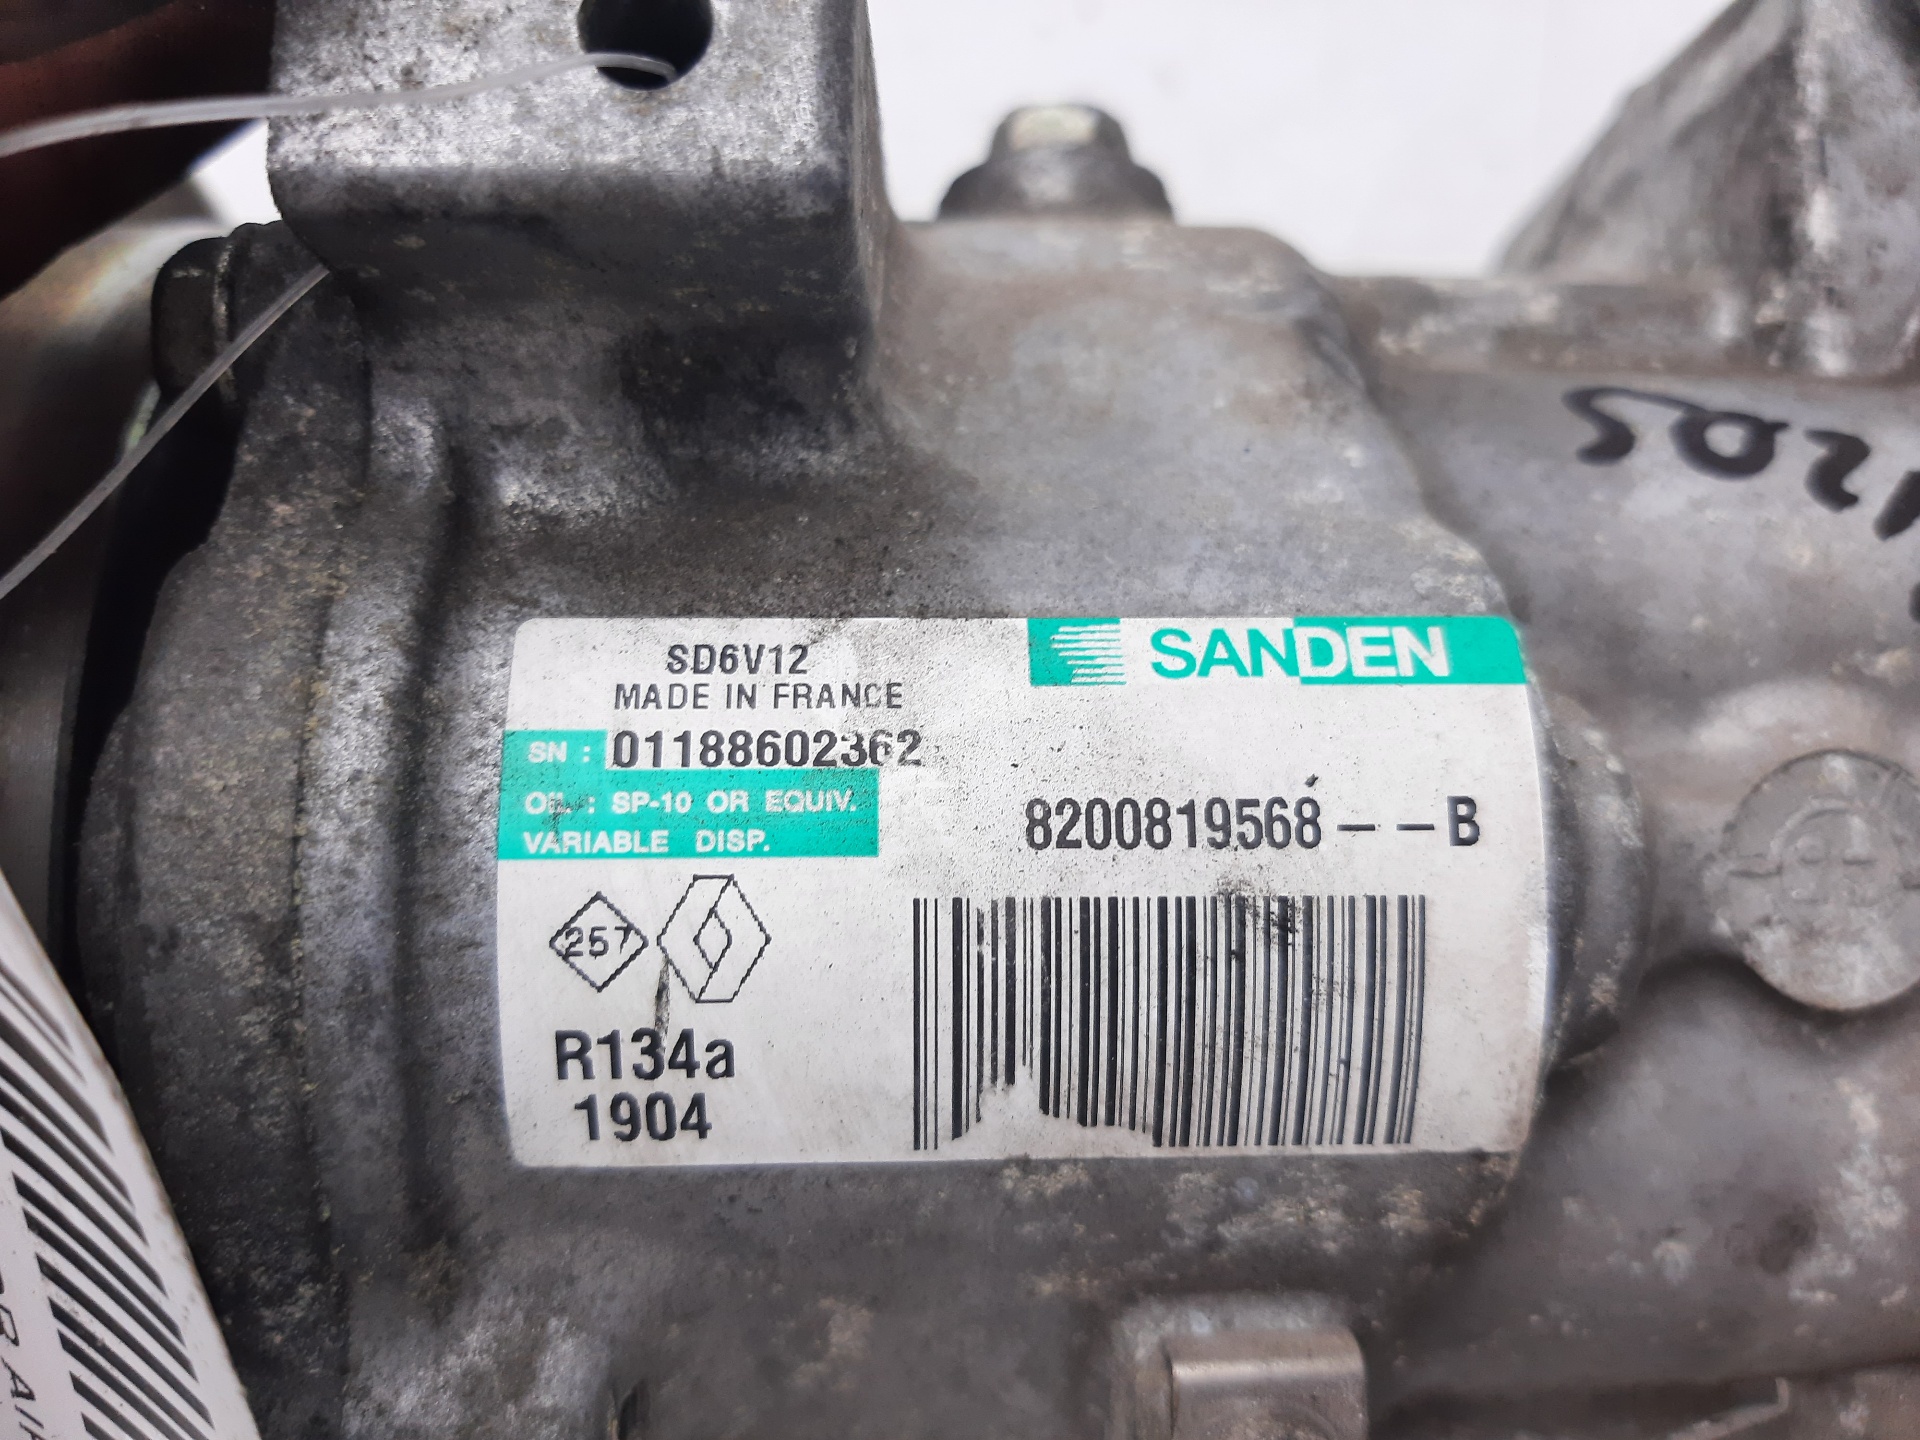 SD6V12
SANDEN
MADE IN FRANCE
SN : 01188602362
OIL : SP-10 OR EQUIV.
VARIABLE DISP.
8200819568--B
257
R134a
1904